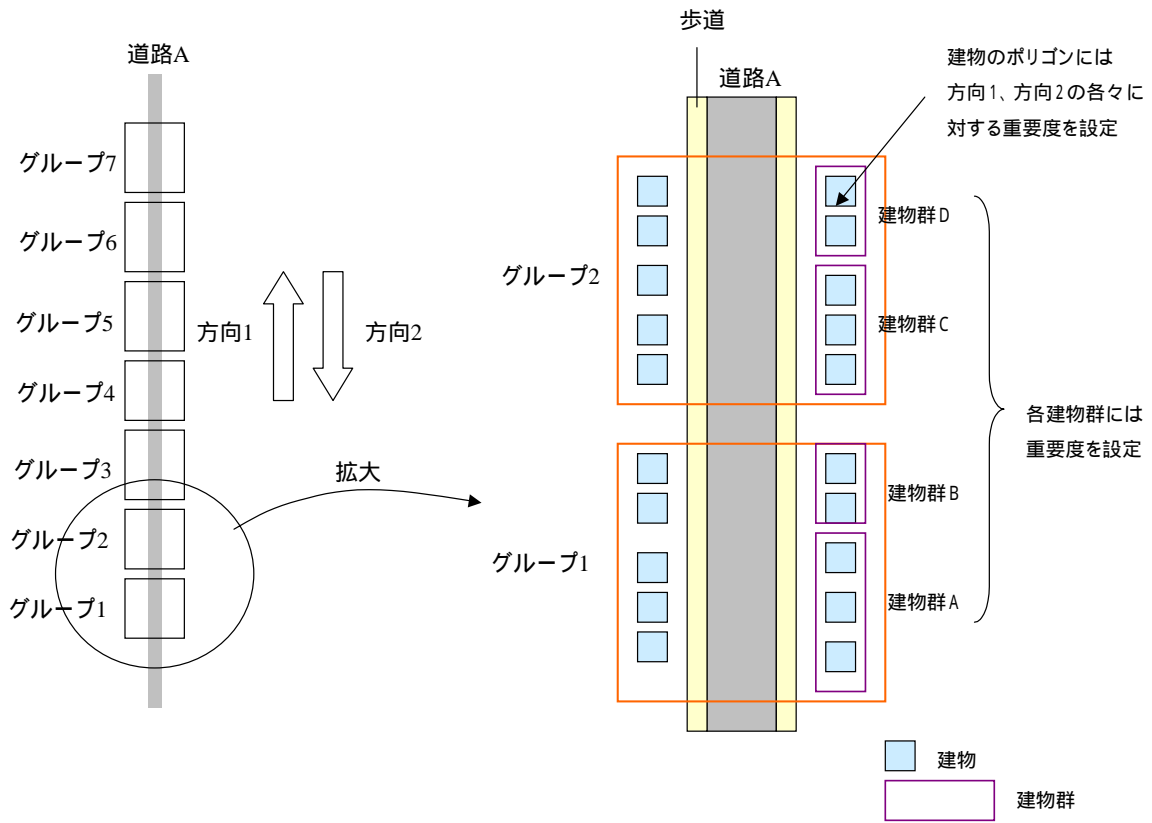 道路A
グループ7
グループ6
グループ5
グループ4
グループ3
グループ2
グループ1
方向1
方向2
拡大
歩道
道路A
建物のポリゴンには
方向1、方向2の各々に
対する重要度を設定
グループ2
グループ1
建物群D
建物群C
建物群B
建物群A
各建物群には
重要度を設定
建物
建物群